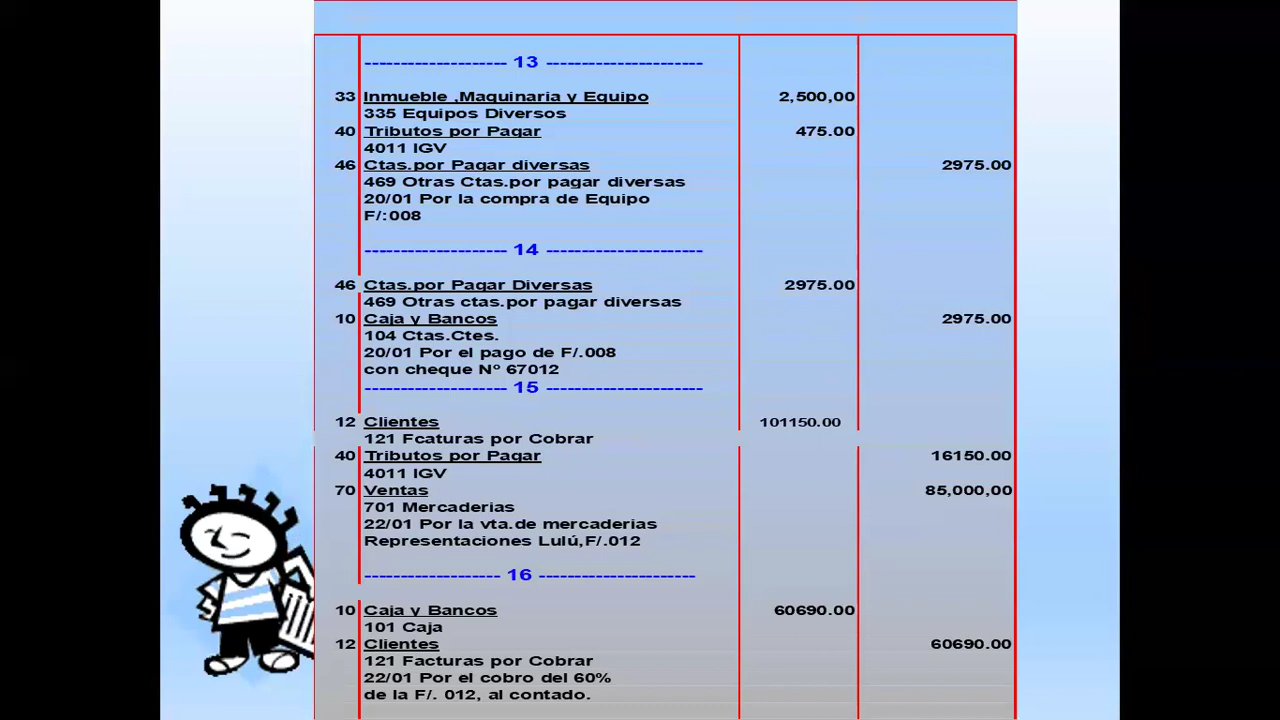 ------------------- 13 ---------------------
33 Inmueble ,Maquinaria y Equipo 2,500,00
335 Equipos Diversos
40 Tributos por Pagar 475.00
4011 IGV
46 Ctas.por Pagar diversas 2975.00
469 Otras Ctas.por pagar diversas
20/01 Por la compra de Equipo
F/:008
------------------- 14 ---------------------
46 Ctas.por Pagar Diversas 2975.00
469 Otras ctas.por pagar diversas
10 Caja y Bancos 2975.00
104 Ctas.Ctes.
20/01 Por el pago de F/.008
con cheque Nº 67012
------------------- 15 ---------------------
12 Clientes 101150.00
121 Fcaturas por Cobrar
40 Tributos por Pagar 16150.00
4011 IGV
70 Ventas 85,000,00
701 Mercaderias
22/01 Por la vta.de mercaderias
Representaciones Lulú,F/.012
------------------ 16 ---------------------
10 Caja y Bancos 60690.00
101 Caja
12 Clientes 60690.00
121 Facturas por Cobrar
22/01 Por el cobro del 60%
de la F/. 012, al contado.